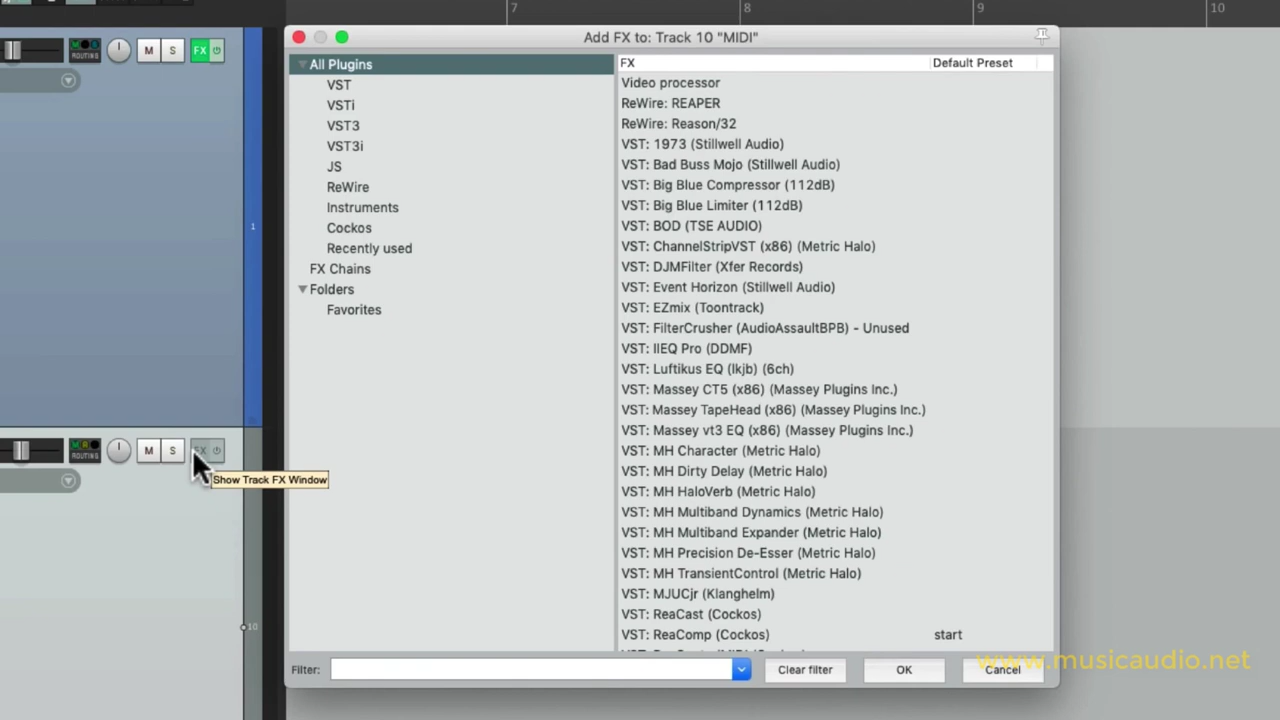 7
8
9
10
Add FX to: Track 10 "MIDI"
ROUTING
M
S
FX
All Plugins
VST
VSTi
VST3
VST3i
JS
ReWire
Instruments
Cockos
Recently used
FX Chains
Folders
Favorites
FX
Default Preset
Video processor
ReWire: REAPER
ReWire: Reason/32
VST: 1973 (Stillwell Audio)
VST: Bad Buss Mojo (Stillwell Audio)
VST: Big Blue Compressor (112dB)
VST: Big Blue Limiter (112dB)
VST: BOD (TSE AUDIO)
VST: ChannelStripVST (x86) (Metric Halo)
VST: DJMFilter (Xfer Records)
VST: Event Horizon (Stillwell Audio)
VST: EZmix (Toontrack)
VST: FilterCrusher (AudioAssaultBPB) - Unused
VST: IIEQ Pro (DDMF)
VST: Luftikus EQ (lkjb) (6ch)
VST: Massey CT5 (x86) (Massey Plugins Inc.)
VST: Massey TapeHead (x86) (Massey Plugins Inc.)
VST: Massey vt3 EQ (x86) (Massey Plugins Inc.)
VST: MH Character (Metric Halo)
VST: MH Dirty Delay (Metric Halo)
VST: MH HaloVerb (Metric Halo)
VST: MH Multiband Dynamics (Metric Halo)
VST: MH Multiband Expander (Metric Halo)
VST: MH Precision De-Esser (Metric Halo)
VST: MH TransientControl (Metric Halo)
VST: MJUCjr (Klanghelm)
VST: ReaCast (Cockos)
VST: ReaComp (Cockos)
start
1
ROUTING
M
S
Show Track FX Window
10
Filter:
Clear filter
OK
Cancel
www.musicaudio.net